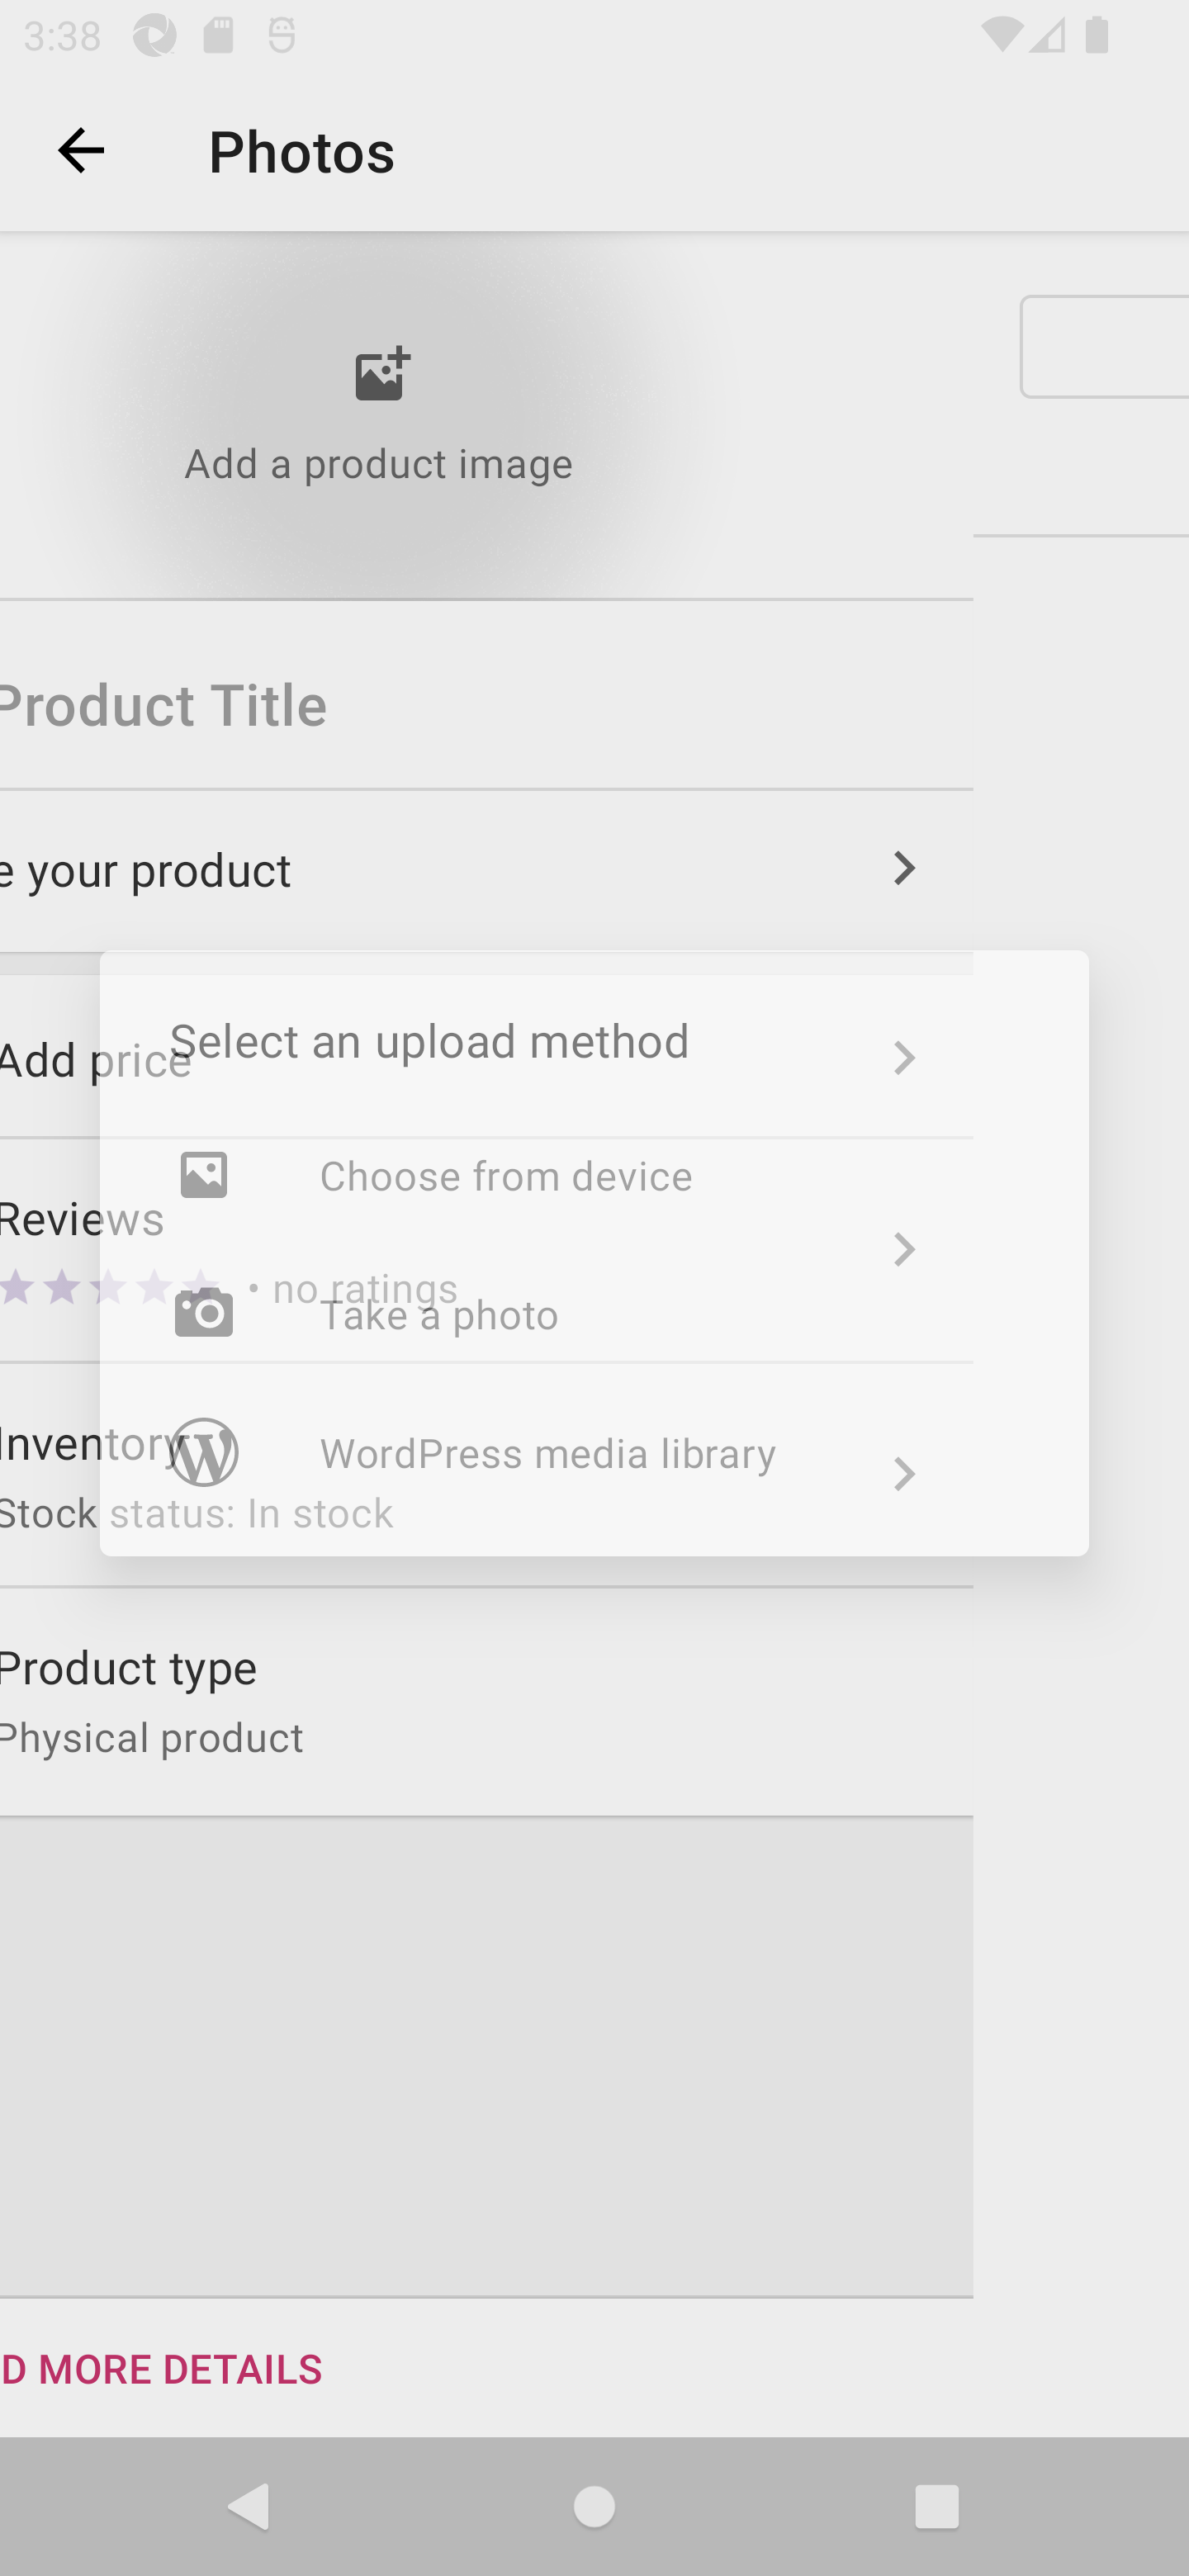 3:38
Photos
Add a product image
Product Title
e your product
Select an upload method
Add price
Choose from device
Reviews
• no ratings
Take a photo
Inventory
WordPress media library
Stock status: In stock
Product type
Physical product
D MORE DETAILS